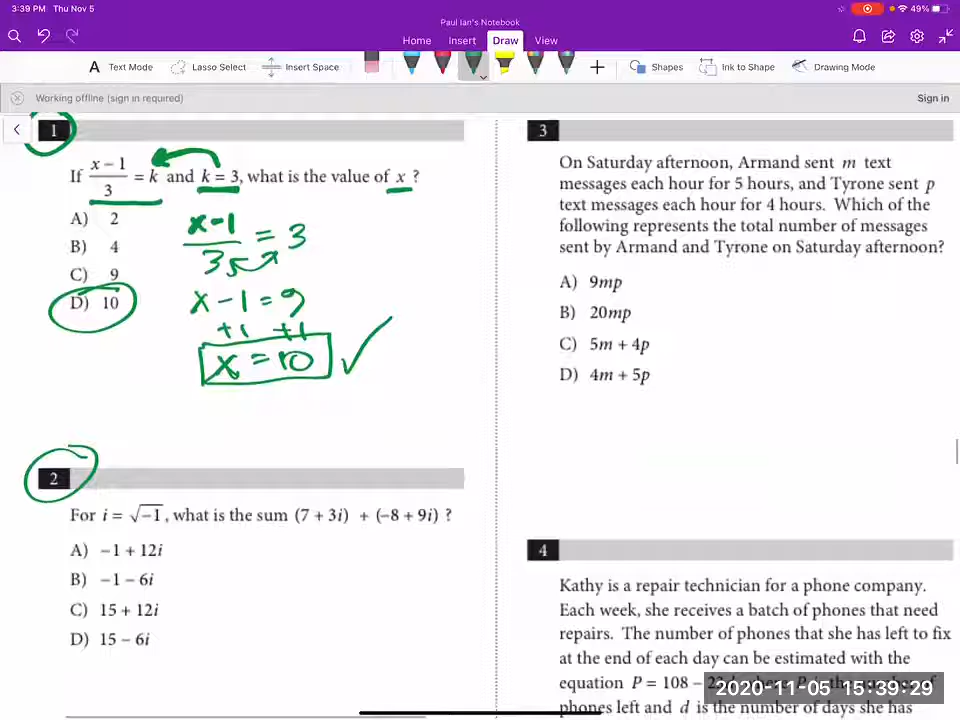 3:39 PM Thu Nov 5
49%
Paul Ian's Notebook
Home Insert Draw View
A Text Mode Lasso Select Insert Space Shapes Ink to Shape Drawing Mode
Working offline (sign in required) Sign in
1
If x − 1 / 3 = k and k = 3, what is the value of x ?
A) 2
B) 4
C) 9
D) 10
x-1 / 3 = 3
x - 1 = 9
+1 +1
x = 10 ✓
2
For i = √−1, what is the sum (7 + 3i) + (−8 + 9i) ?
A) −1 + 12i
B) −1 − 6i
C) 15 + 12i
D) 15 − 6i
3
On Saturday afternoon, Armand sent m text
messages each hour for 5 hours, and Tyrone sent p
text messages each hour for 4 hours. Which of the
following represents the total number of messages
sent by Armand and Tyrone on Saturday afternoon?
A) 9mp
B) 20mp
C) 5m + 4p
D) 4m + 5p
4
Kathy is a repair technician for a phone company.
Each week, she receives a batch of phones that need
repairs. The number of phones that she has left to fix
at the end of each day can be estimated with the
equation P = 108 −
phones left and d is the number of days she has
2020-11-05 15:39:29